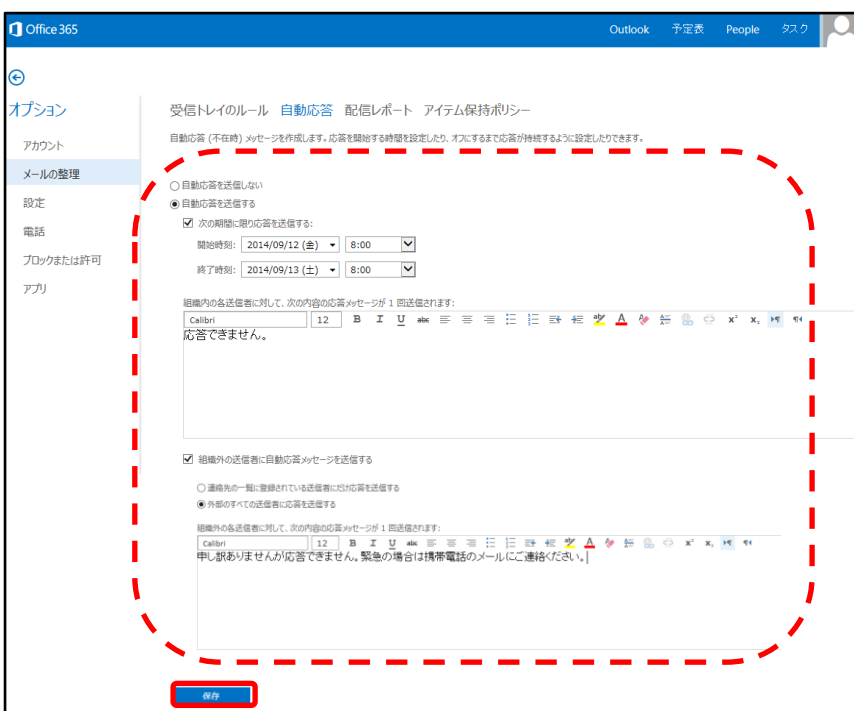 Office 365
Outlook 予定表 People タスク
オプション
アカウント
メールの整理
設定
電話
ブロックまたは許可
アプリ
受信トレイのルール 自動応答 配信レポート アイテム保持ポリシー
自動応答 (不在時) メッセージを作成します。応答を開始する時間を設定したり、オフにするまで応答が持続するように設定したりできます。
自動応答を送信しない
自動応答を送信する
次の期間に限り応答を送信する:
開始時刻: 2014/09/12 (金) 8:00
終了時刻: 2014/09/13 (土) 8:00
組織内の各送信者に対して、次の内容の応答メッセージが 1 回送信されます:
Calibri 12 B I U abc ab A x² x₂
応答できません。
組織外の送信者に自動応答メッセージを送信する
連絡先の一覧に登録されている送信者にだけ応答を送信する
外部のすべての送信者に応答を送信する
組織外の各送信者に対して、次の内容の応答メッセージが 1 回送信されます:
Calibri 12 B I U abc ab A x² x₂
申し訳ありませんが応答できません。緊急の場合は携帯電話のメールにご連絡ください。
保存